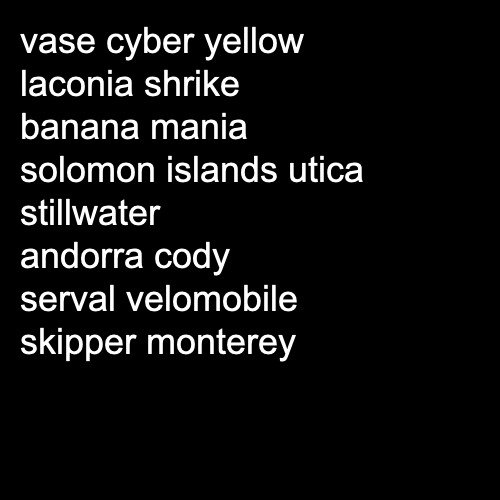 vase cyber yellow
laconia shrike
banana mania
solomon islands utica
stillwater
andorra cody
serval velomobile
skipper monterey